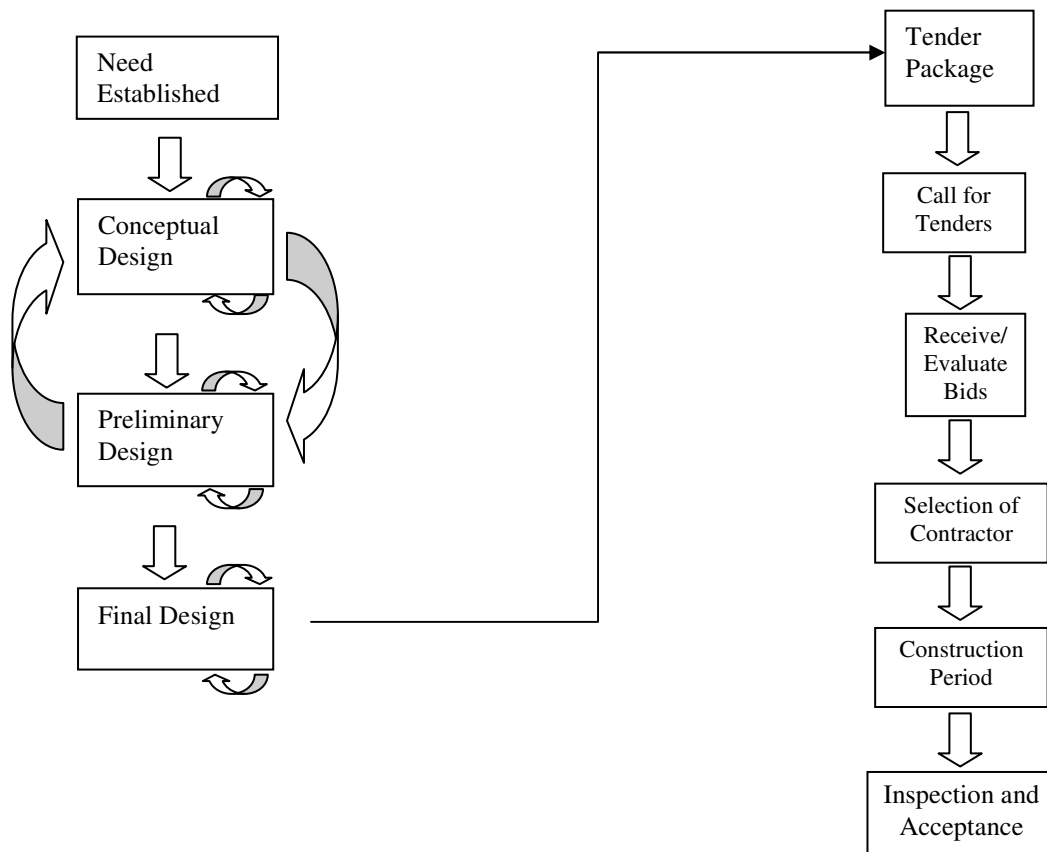 Need
Established
Conceptual
Design
Preliminary
Design
Final Design
Tender
Package
Call for
Tenders
Receive/
Evaluate
Bids
Selection of
Contractor
Construction
Period
Inspection and
Acceptance